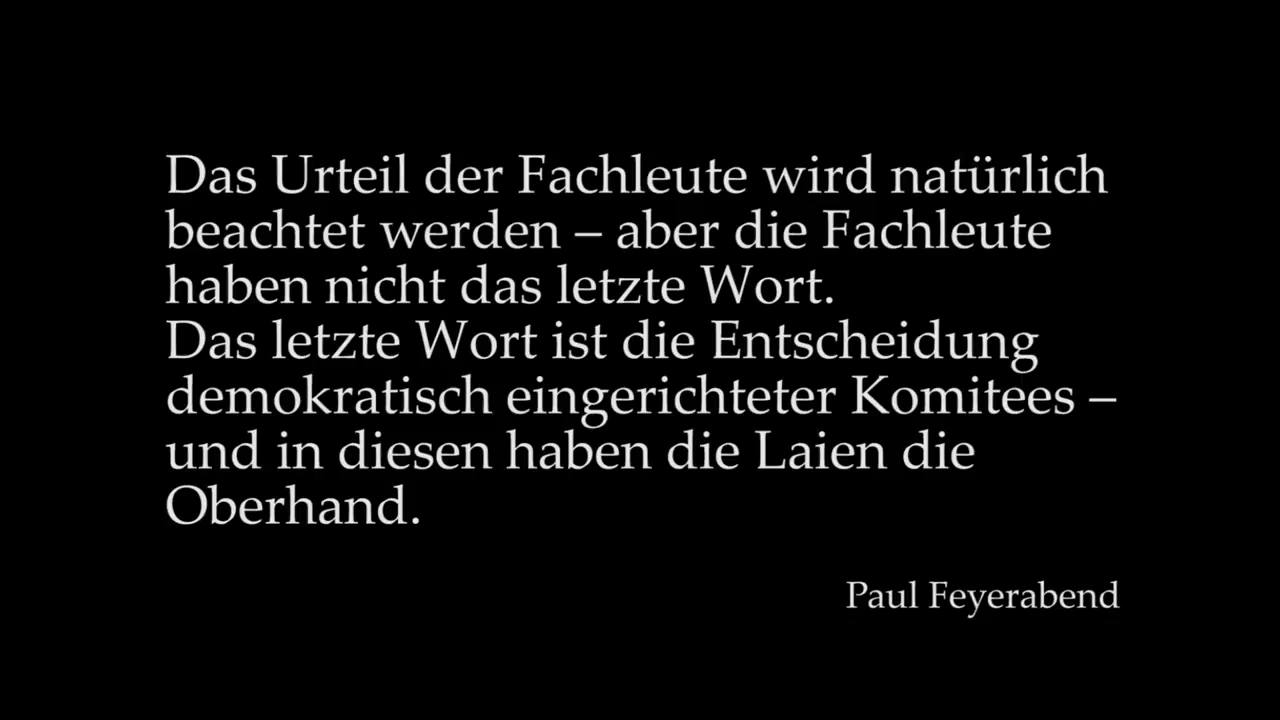 Das Urteil der Fachleute wird natürlich
beachtet werden – aber die Fachleute
haben nicht das letzte Wort.
Das letzte Wort ist die Entscheidung
demokratisch eingerichteter Komitees –
und in diesen haben die Laien die
Oberhand.
Paul Feyerabend